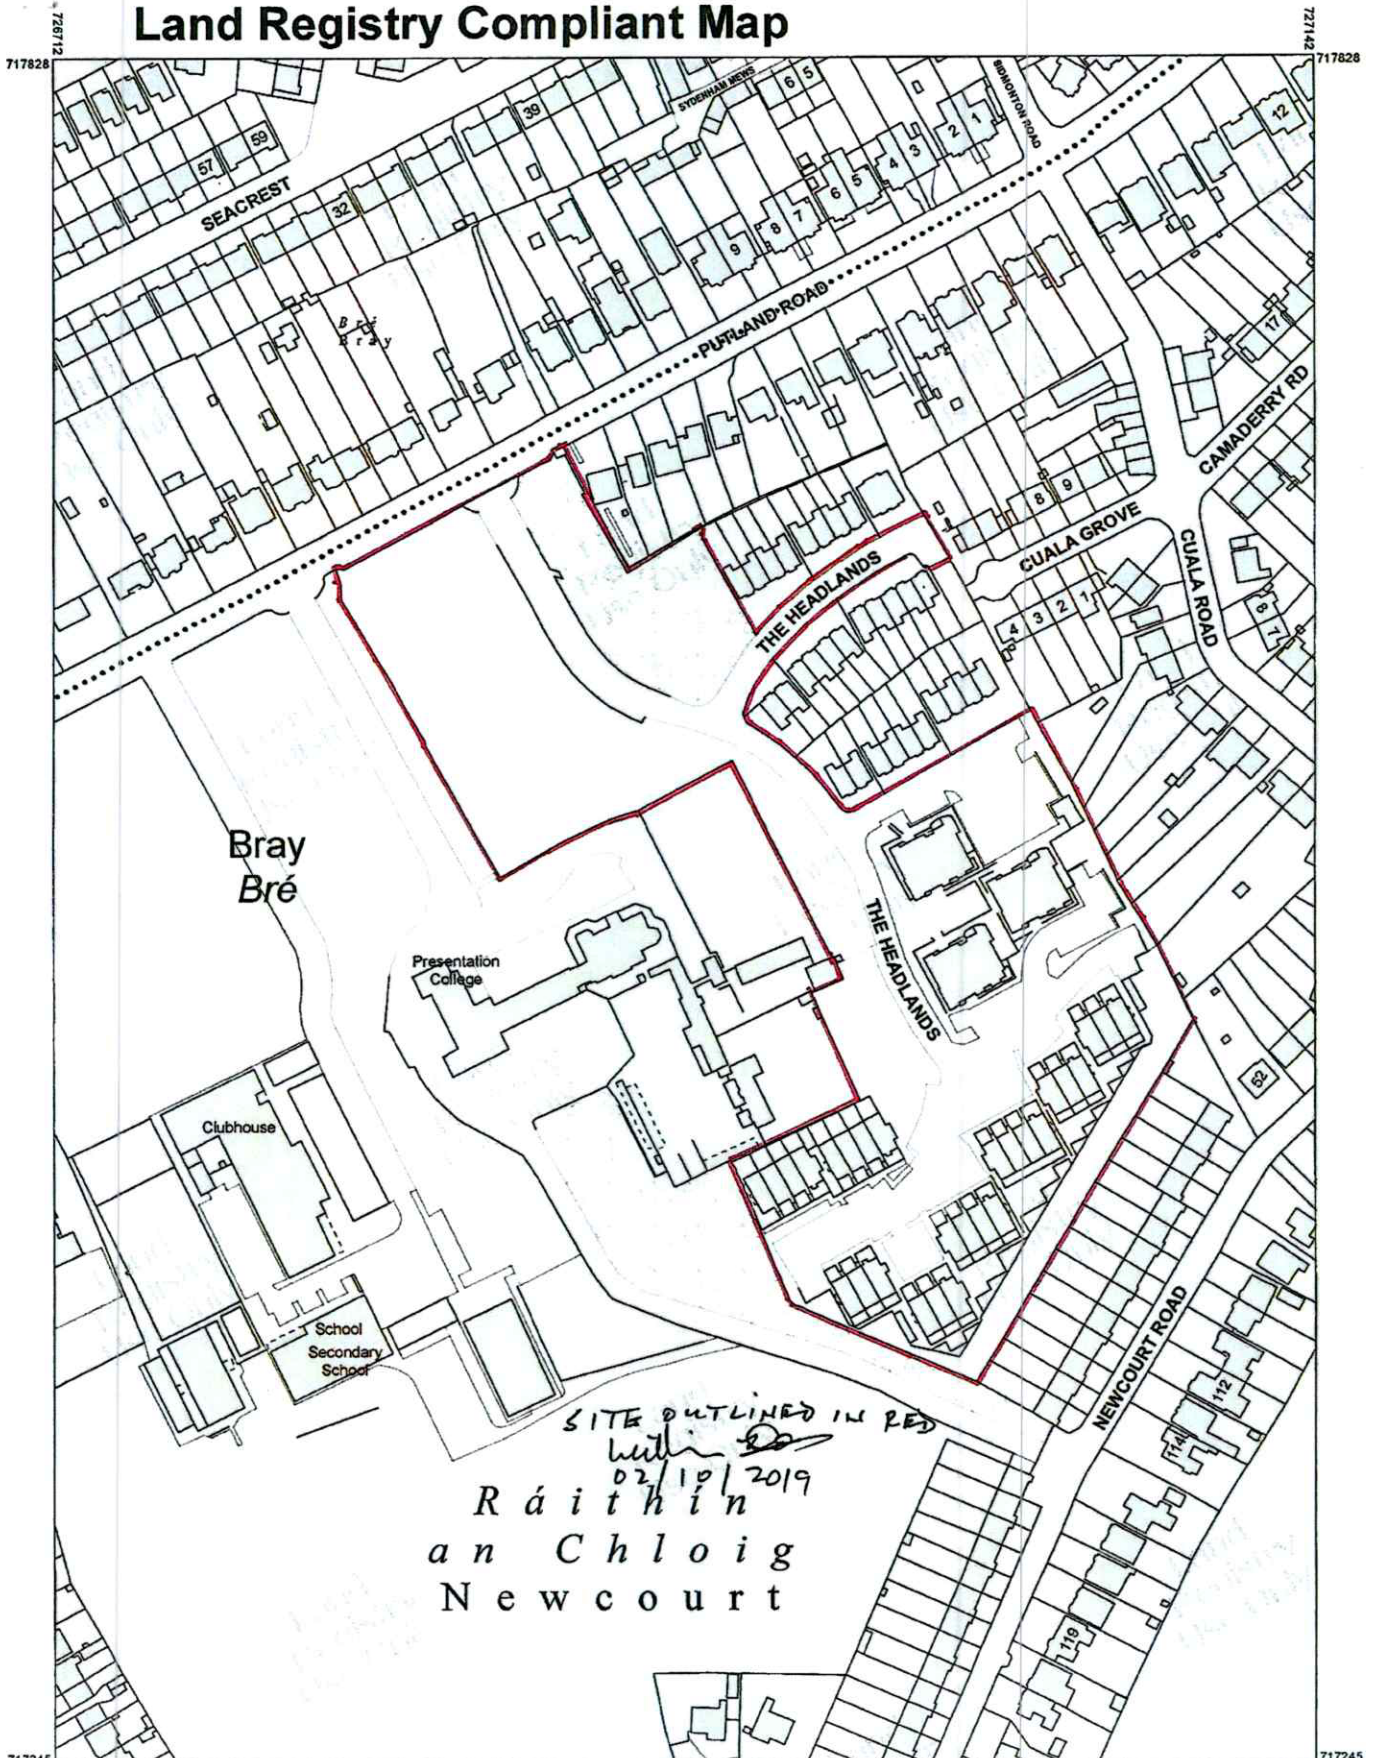 Land Registry Compliant Map
726712
727142
717828
717828
SYDENHAM MEWS
6 5
SIDMONTON ROAD
39
2 1
12
59
57
4 3
SEACREST
6 5
32
8 7
9
PUTLAND ROAD
Bré
Bray
17
CAMADERRY RD
8 9
CUALA GROVE
CUALA ROAD
THE HEADLANDS
4 3 2 1
8
7
Bray
Bré
THE HEADLANDS
Presentation
College
52
Clubhouse
School
Secondary
School
NEWCOURT ROAD
112
114
SITE OUTLINED IN RED
02/10/2019
Ráithín
an Chloig
Newcourt
119
717245
717245